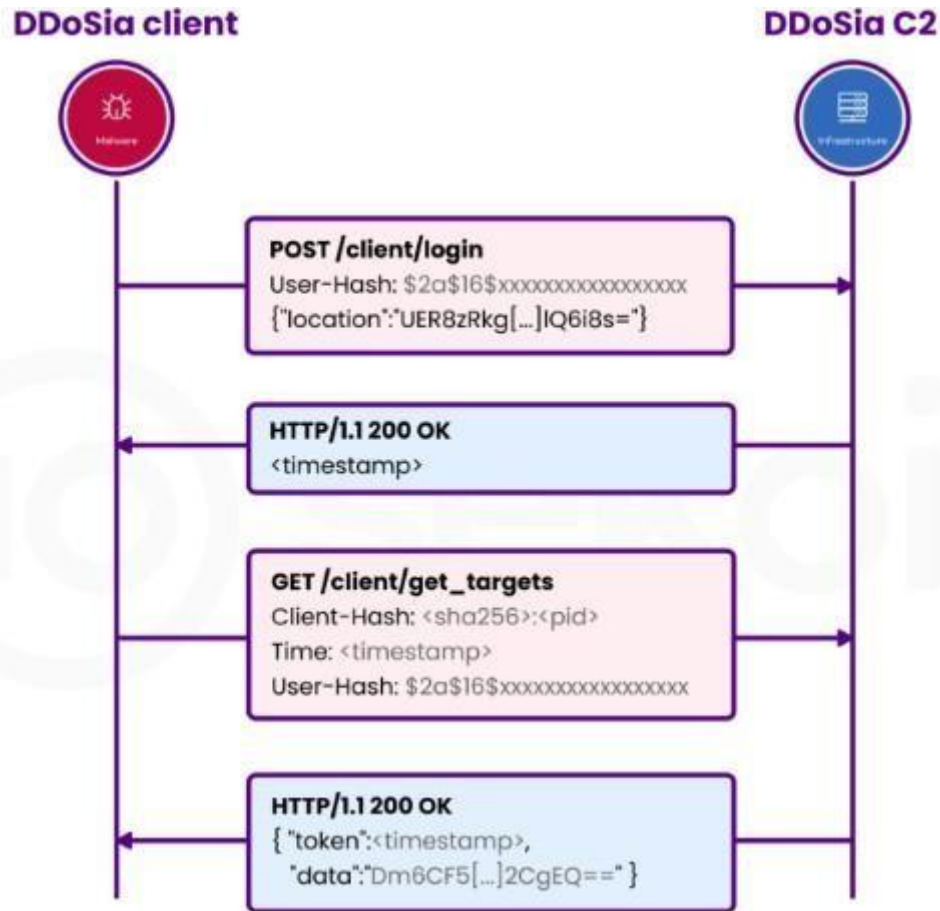 DDoSia client
DDoSia C2
Malware
Infrastructure
POST /client/login
User-Hash: $2a$16$xxxxxxxxxxxxxxxxx
{"location":"UER8zRkg[...]IQ6i8s="}
HTTP/1.1 200 OK
<timestamp>
GET /client/get_targets
Client-Hash: <sha256>:<pid>
Time: <timestamp>
User-Hash: $2a$16$xxxxxxxxxxxxxxxxx
HTTP/1.1 200 OK
{ "token":<timestamp>,
"data":"Dm6CF5[...]2CgEQ==" }